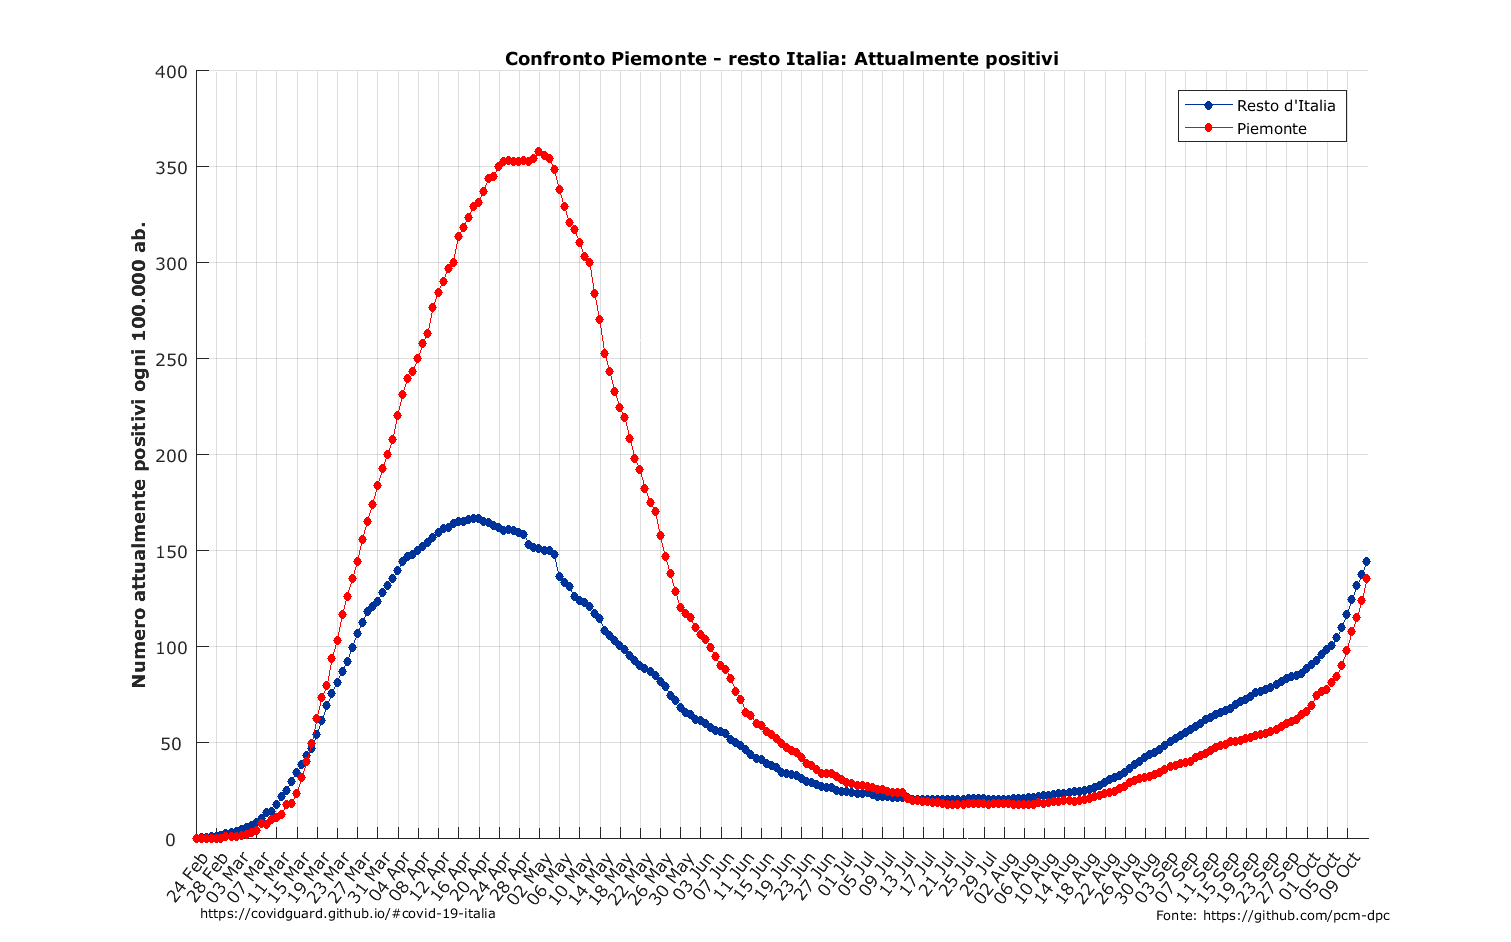 Confronto Piemonte - resto Italia: Attualmente positivi
Numero attualmente positivi ogni 100.000 ab.
400
350
300
250
200
150
100
50
0
Resto d'Italia
Piemonte
24 Feb
28 Feb
03 Mar
07 Mar
11 Mar
15 Mar
19 Mar
23 Mar
27 Mar
31 Mar
04 Apr
08 Apr
12 Apr
16 Apr
20 Apr
24 Apr
28 Apr
02 May
06 May
10 May
14 May
18 May
22 May
26 May
30 May
03 Jun
07 Jun
11 Jun
15 Jun
19 Jun
23 Jun
27 Jun
01 Jul
05 Jul
09 Jul
13 Jul
17 Jul
21 Jul
25 Jul
29 Jul
02 Aug
06 Aug
10 Aug
14 Aug
18 Aug
22 Aug
26 Aug
30 Aug
03 Sep
07 Sep
11 Sep
15 Sep
19 Sep
23 Sep
27 Sep
01 Oct
05 Oct
09 Oct
https://covidguard.github.io/#covid-19-italia
Fonte: https://github.com/pcm-dpc